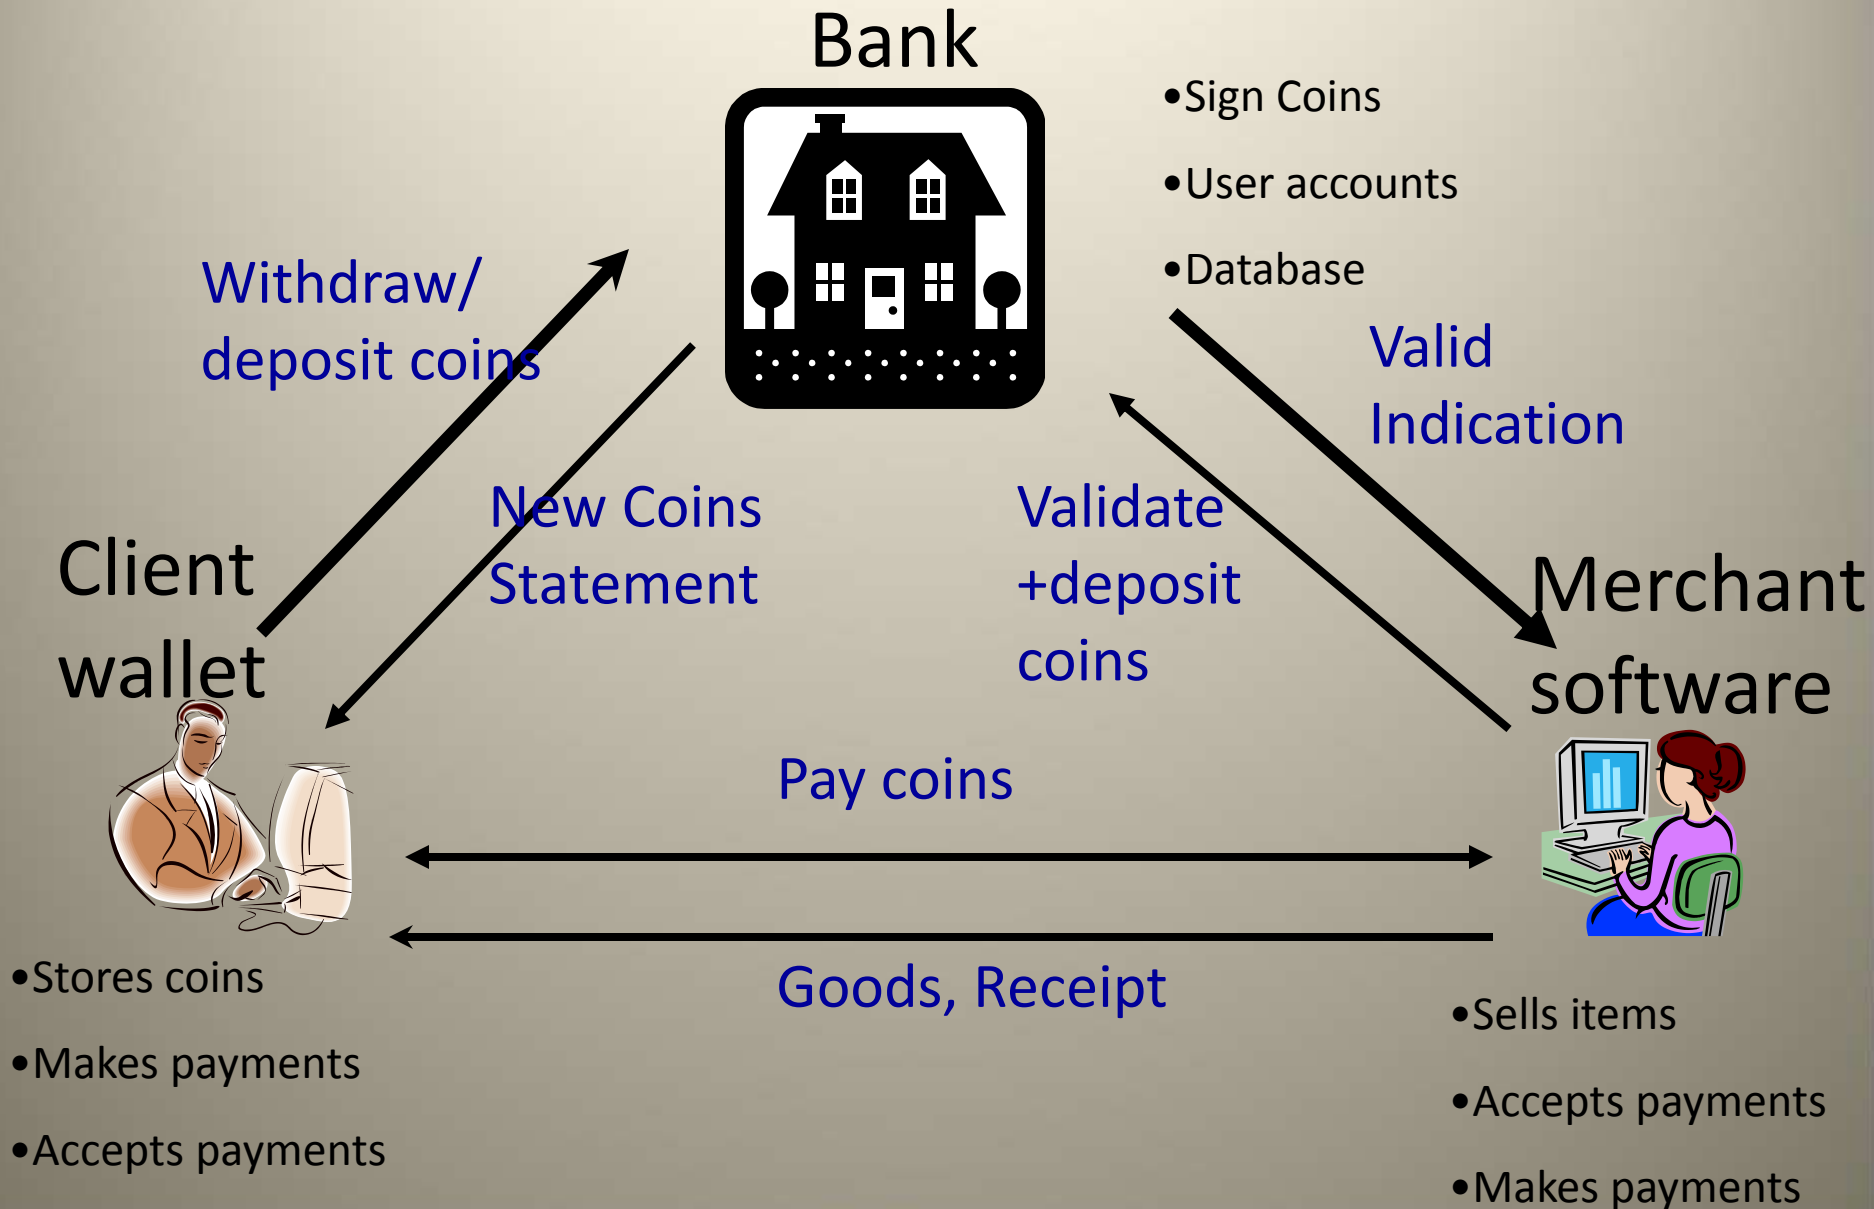 Bank
•Sign Coins
•User accounts
•Database
Withdraw/
deposit coins
Valid
Indication
New Coins
Statement
Validate
+deposit
coins
Client
wallet
Merchant
software
Pay coins
Goods, Receipt
•Stores coins
•Makes payments
•Accepts payments
•Sells items
•Accepts payments
•Makes payments